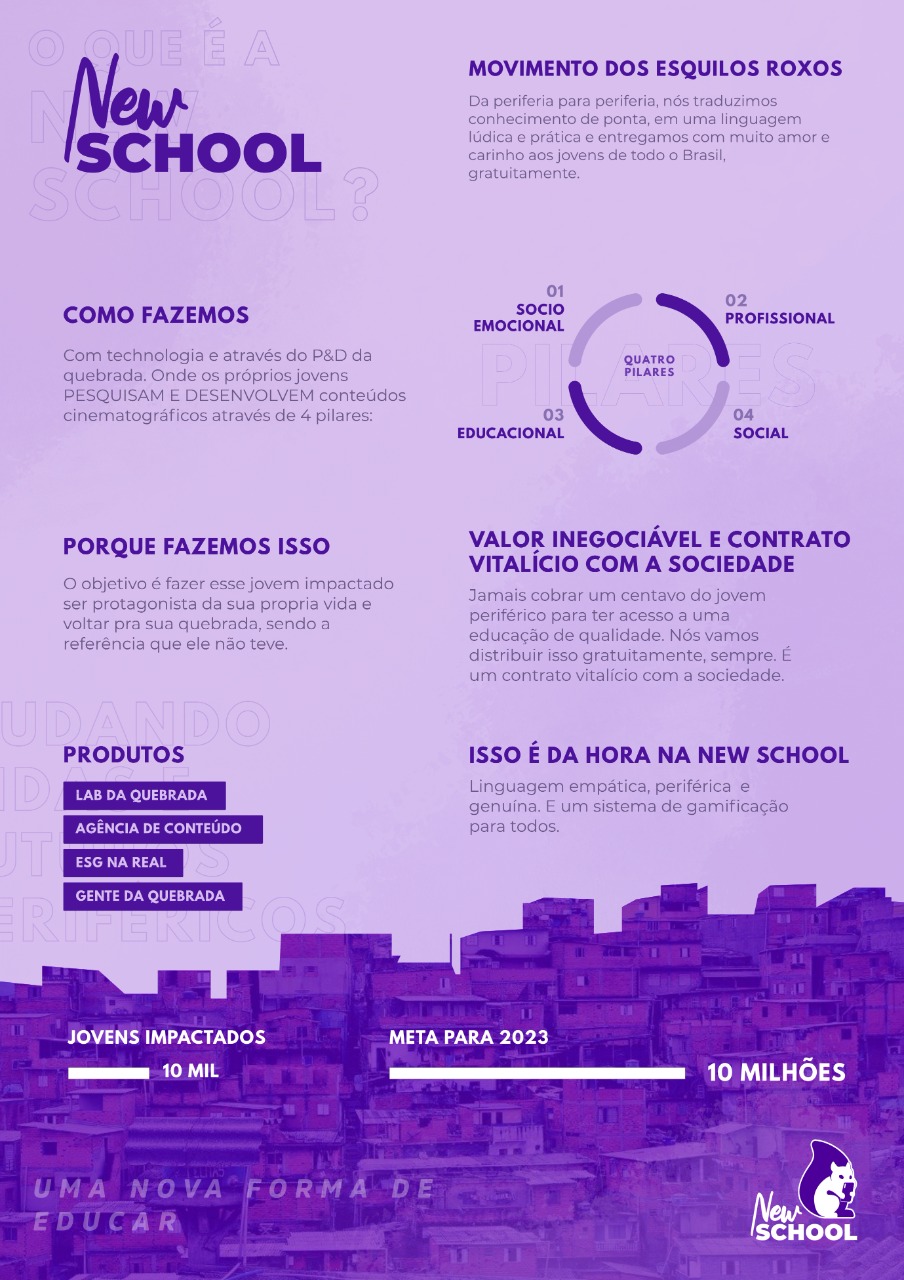 O QUE É A
NEW
SCHOOL?
New
SCHOOL
MOVIMENTO DOS ESQUILOS ROXOS
Da periferia para periferia, nós traduzimos
conhecimento de ponta, em uma linguagem
lúdica e prática e entregamos com muito amor e
carinho aos jovens de todo o Brasil,
gratuitamente.
COMO FAZEMOS
Com technologia e através do P&D da
quebrada. Onde os próprios jovens
PESQUISAM E DESENVOLVEM conteúdos
cinematográficos através de 4 pilares:
PILARES
01
SOCIO
EMOCIONAL
02
PROFISSIONAL
QUATRO
PILARES
03
EDUCACIONAL
04
SOCIAL
PORQUE FAZEMOS ISSO
O objetivo é fazer esse jovem impactado
ser protagonista da sua propria vida e
voltar pra sua quebrada, sendo a
referência que ele não teve.
VALOR INEGOCIÁVEL E CONTRATO
VITALÍCIO COM A SOCIEDADE
Jamais cobrar um centavo do jovem
periférico para ter acesso a uma
educação de qualidade. Nós vamos
distribuir isso gratuitamente, sempre. É
um contrato vitalício com a sociedade.
UDANDO
IDAS E
UTUROS
ERIFÉRICOS
PRODUTOS
LAB DA QUEBRADA
AGÊNCIA DE CONTEÚDO
ESG NA REAL
GENTE DA QUEBRADA
ISSO É DA HORA NA NEW SCHOOL
Linguagem empática, periférica e
genuína. E um sistema de gamificação
para todos.
JOVENS IMPACTADOS
10 MIL
META PARA 2023
10 MILHÕES
UMA NOVA FORMA DE
EDUCAR
New
SCHOOL